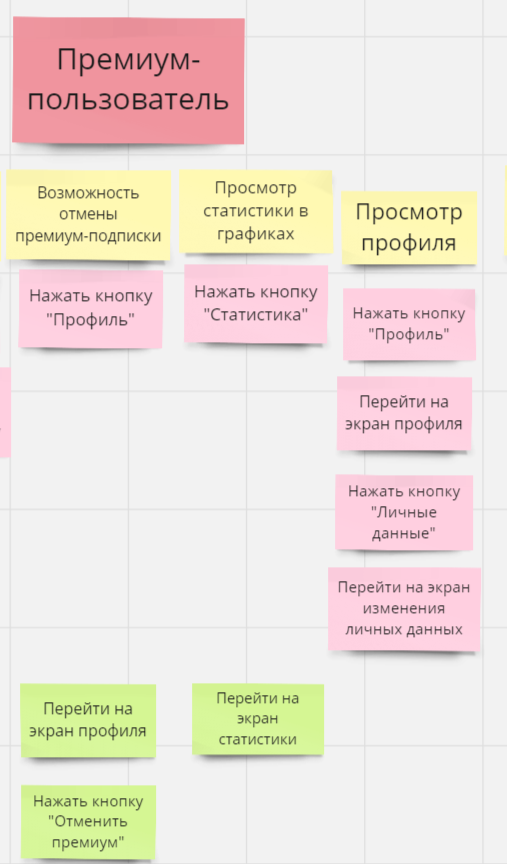 Премиум-
пользователь
Возможность
отмены
премиум-подписки
Просмотр
статистики в
графиках
Просмотр
профиля
Нажать кнопку
"Профиль"
Нажать кнопку
"Статистика"
Нажать кнопку
"Профиль"
Перейти на
экран профиля
Нажать кнопку
"Личные
данные"
Перейти на экран
изменения
личных данных
Перейти на
экран профиля
Перейти на
экран
статистики
Нажать кнопку
"Отменить
премиум"